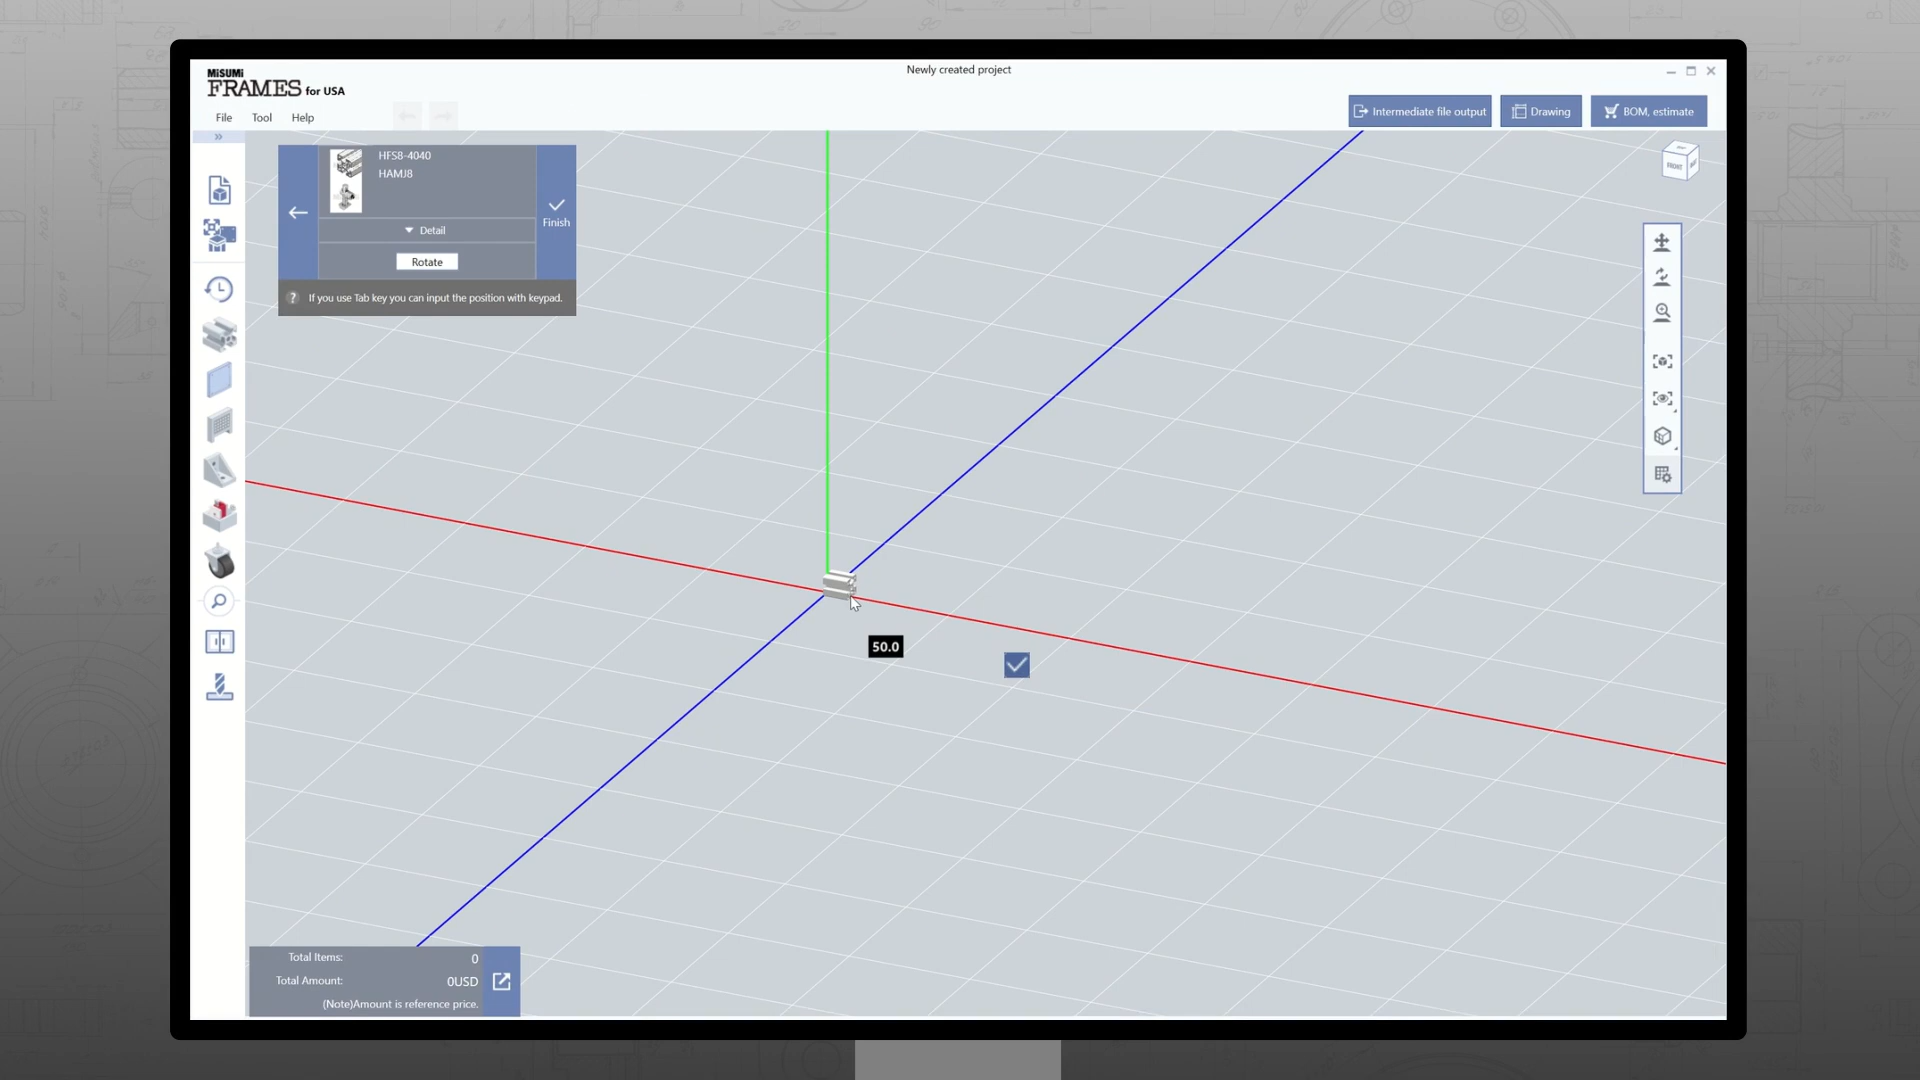 Newly created project
MiSUMi
FRAMES for USA
File Tool Help
Intermediate file output Drawing BOM, estimate
HFS8-4040
HAMJ8
Finish
Detail
Rotate
? If you use Tab key you can input the position with keypad.
FRONT
50.0
Total Items: 0
Total Amount: 0USD
(Note)Amount is reference price.